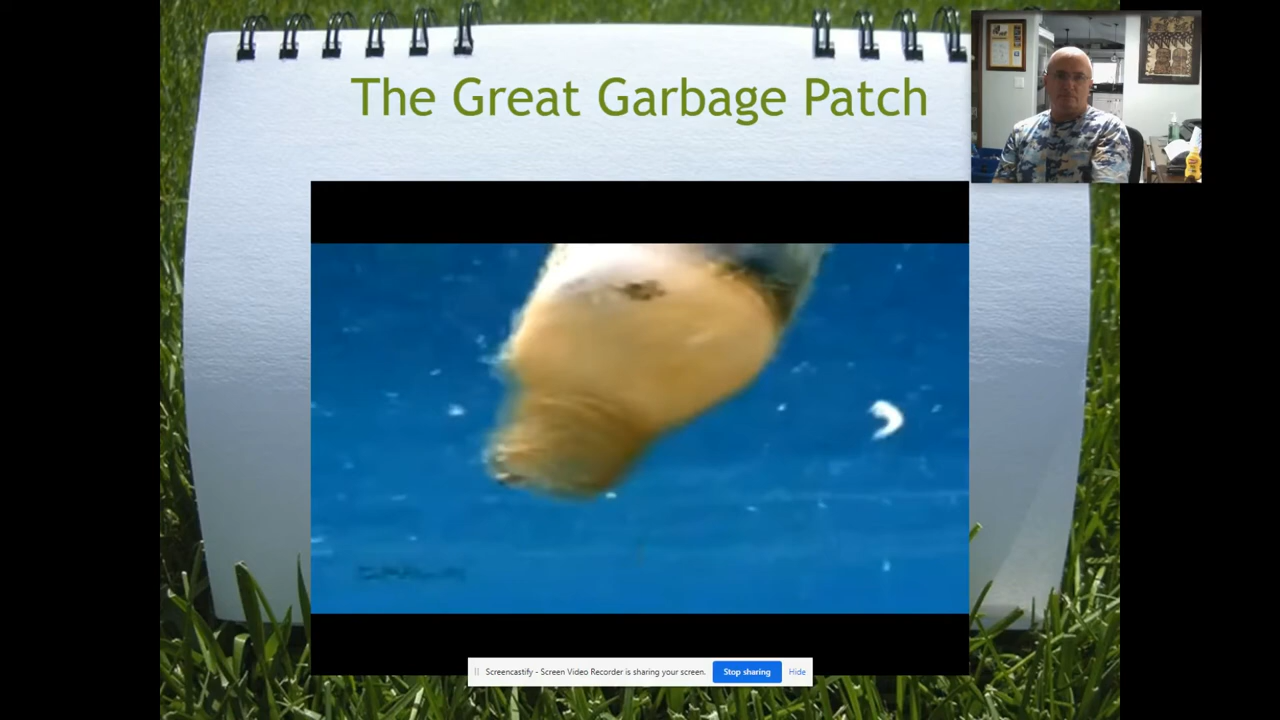 The Great Garbage Patch
Screencastify - Screen Video Recorder is sharing your screen. Stop sharing Hide